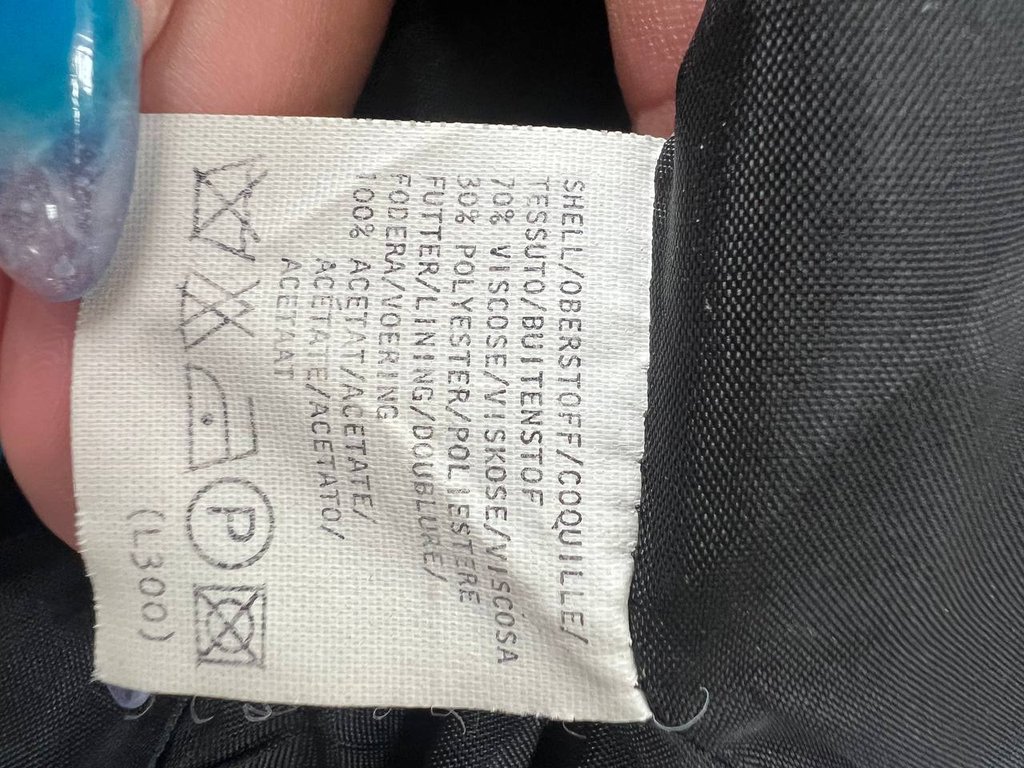 SHELL/OBERSTOFF/COQUILLE/
TESSUTO/BUITENSTOF
70% VISCOSE/VISKOSE/VISCOSA
30% POLYESTER/POLIESTERE
FUTTER/LINING/DOUBLURE/
FODERA/VOERING
100% ACETAT/ACETATE/
ACETATE/ACETATO/
ACETAAT
P
(L300)